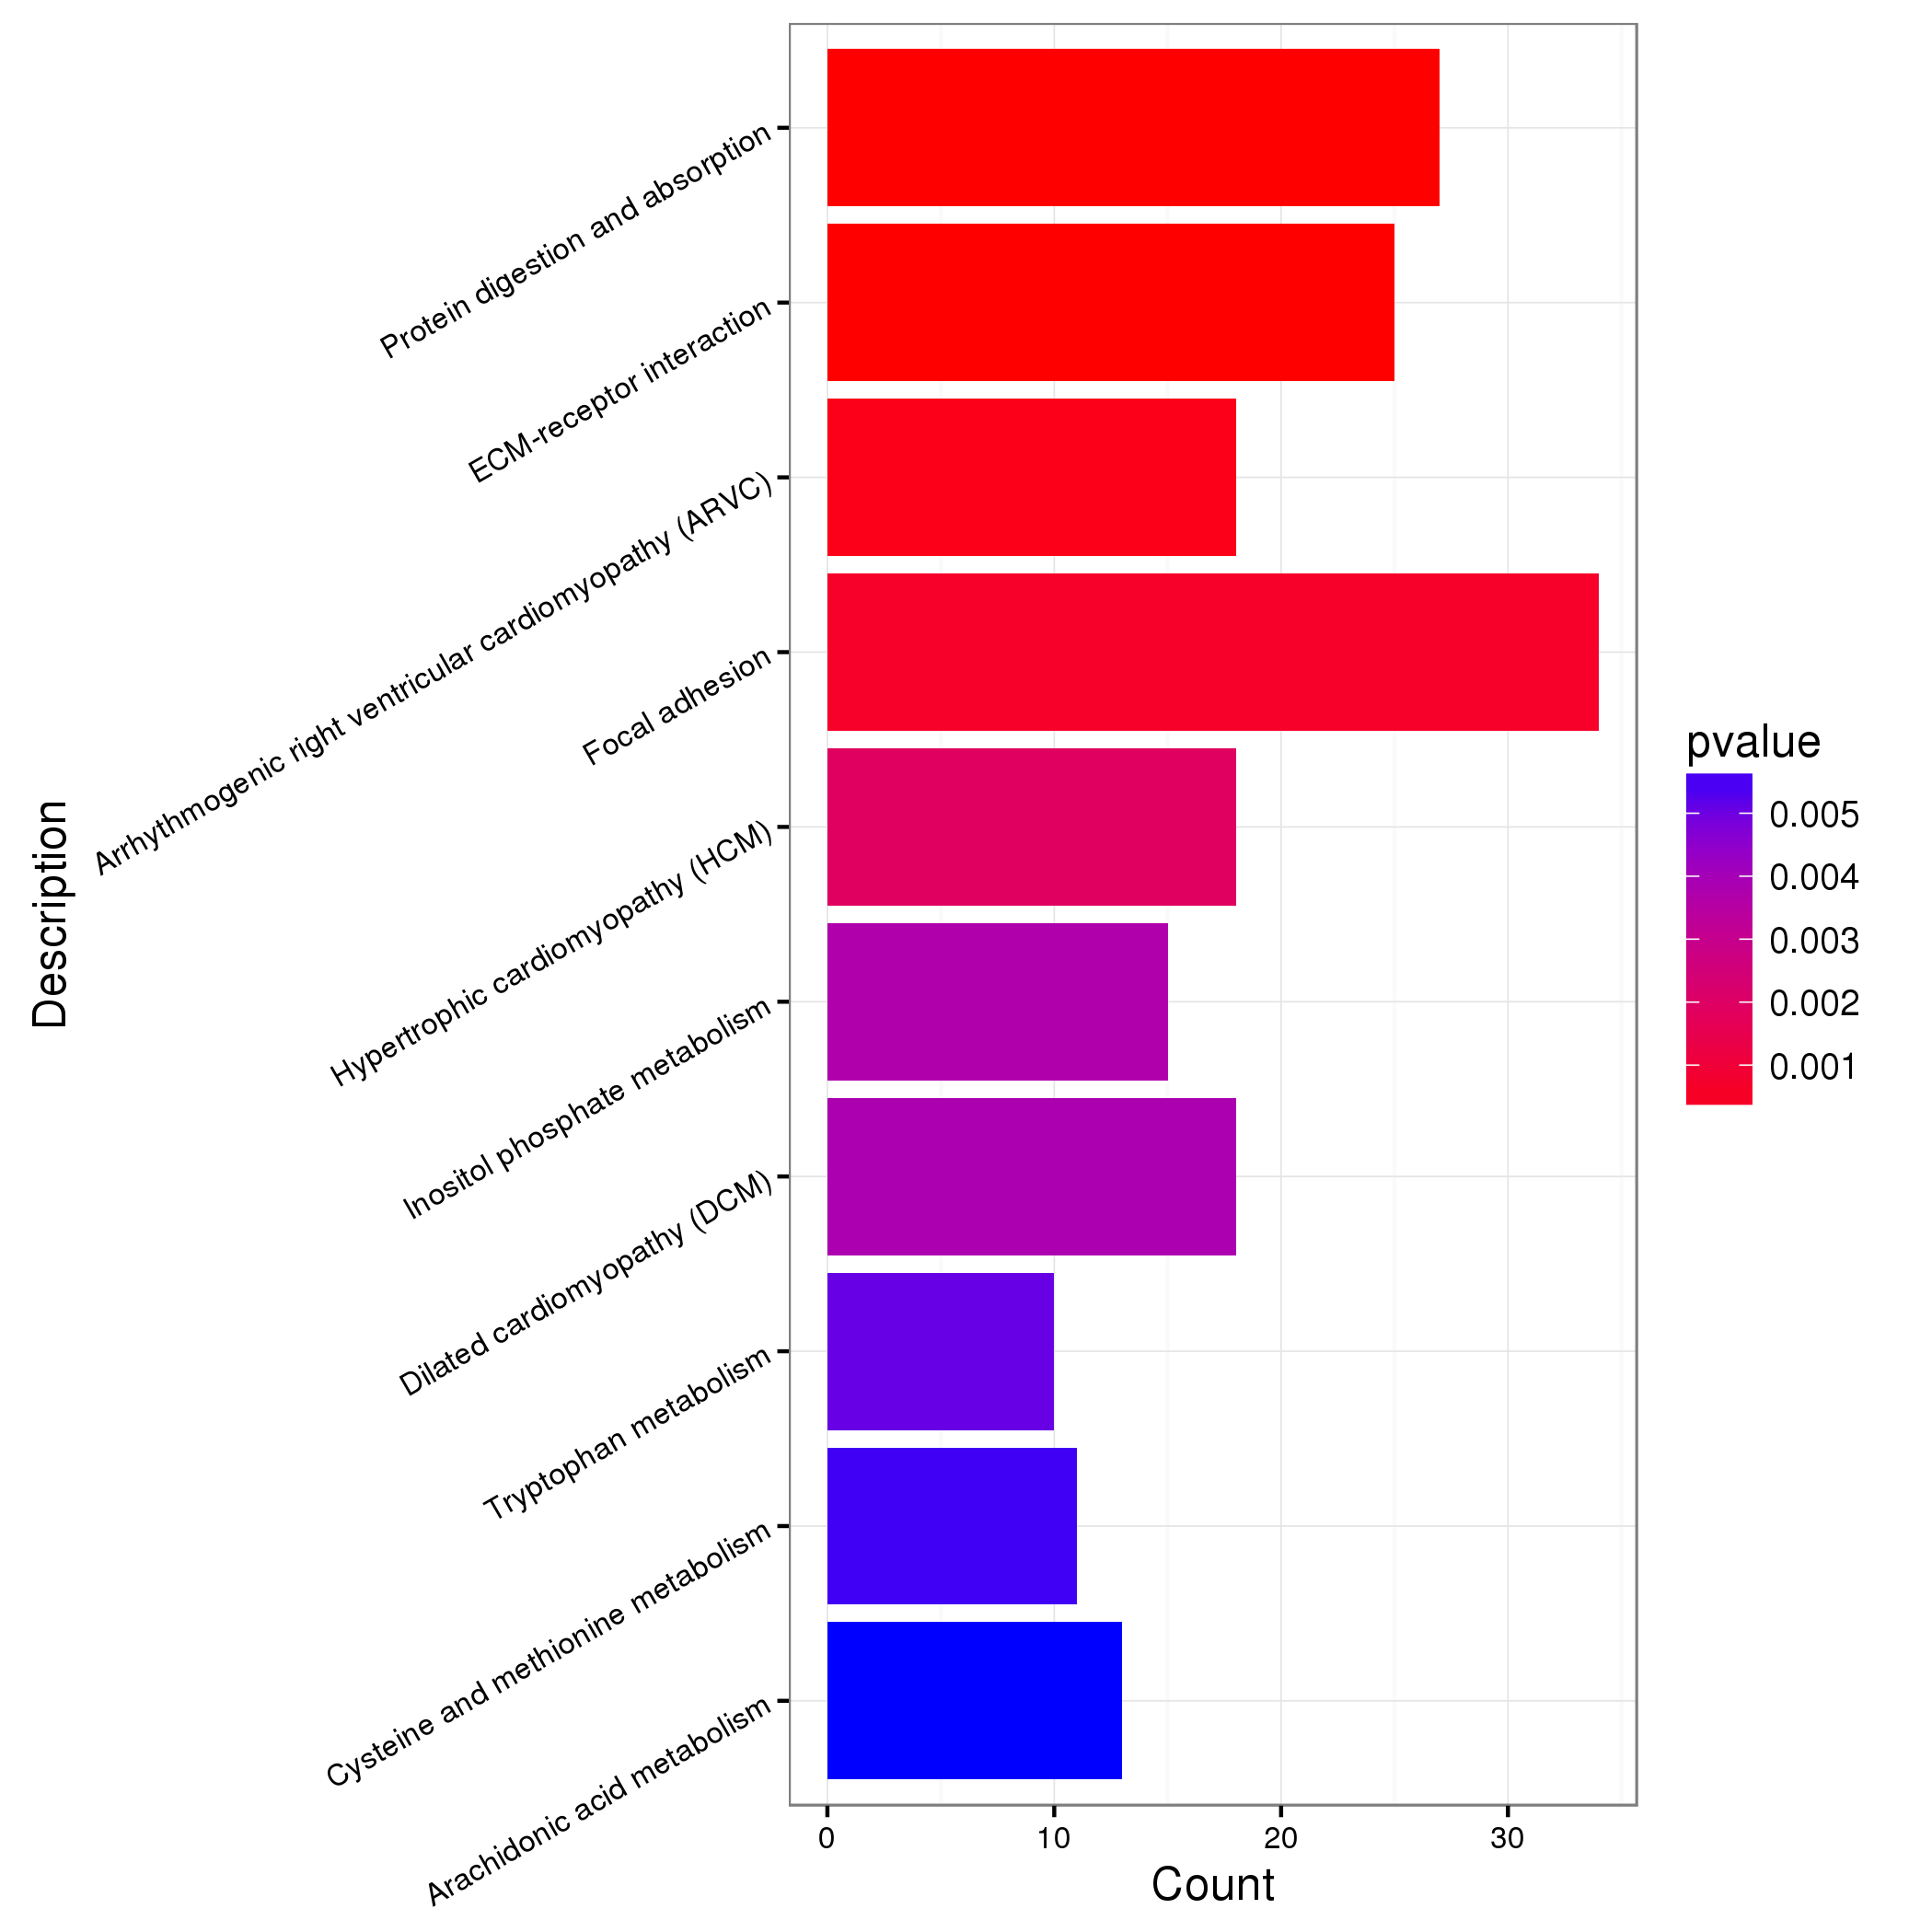 Description
Protein digestion and absorption
ECM-receptor interaction
Arrhythmogenic right ventricular cardiomyopathy (ARVC)
Focal adhesion
Hypertrophic cardiomyopathy (HCM)
Inositol phosphate metabolism
Dilated cardiomyopathy (DCM)
Tryptophan metabolism
Cysteine and methionine metabolism
Arachidonic acid metabolism
0 10 20 30
Count
pvalue
0.005
0.004
0.003
0.002
0.001